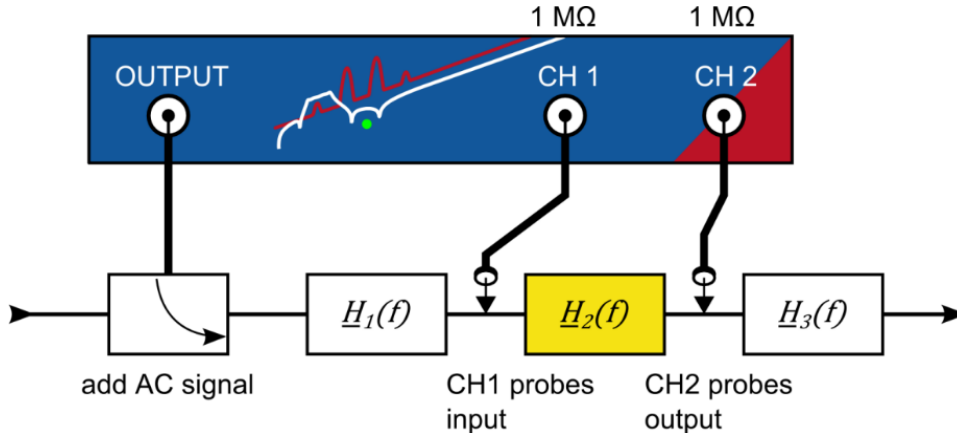 1 MΩ 1 MΩ
OUTPUT CH 1 CH 2
H1(f) H2(f) H3(f)
add AC signal
CH1 probes
input
CH2 probes
output